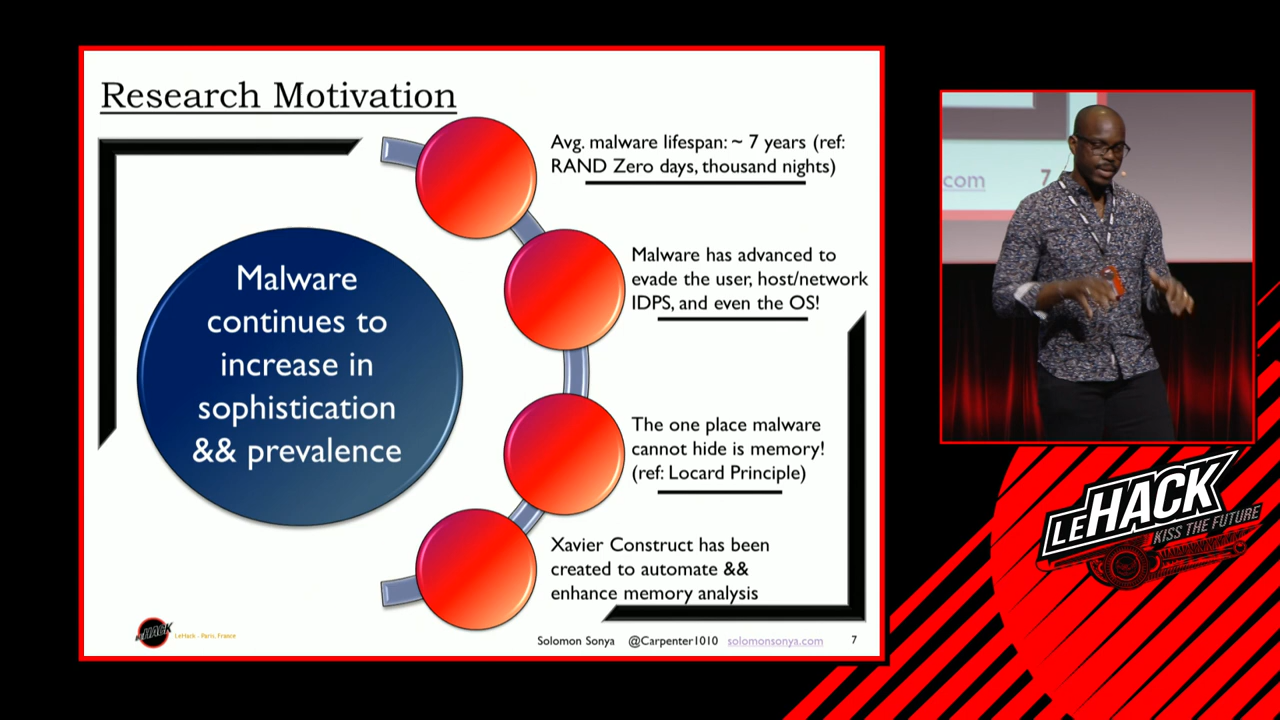 Research Motivation
Malware
continues to
increase in
sophistication
&& prevalence
Avg. malware lifespan: ~ 7 years (ref:
RAND Zero days, thousand nights)
Malware has advanced to
evade the user, host/network
IDPS, and even the OS!
The one place malware
cannot hide is memory!
(ref: Locard Principle)
Xavier Construct has been
created to automate &&
enhance memory analysis
LeHack - Paris, France
Solomon Sonya @Carpenter1010 solomonsonya.com 7
com 7
LEHACK
KISS THE FUTURE